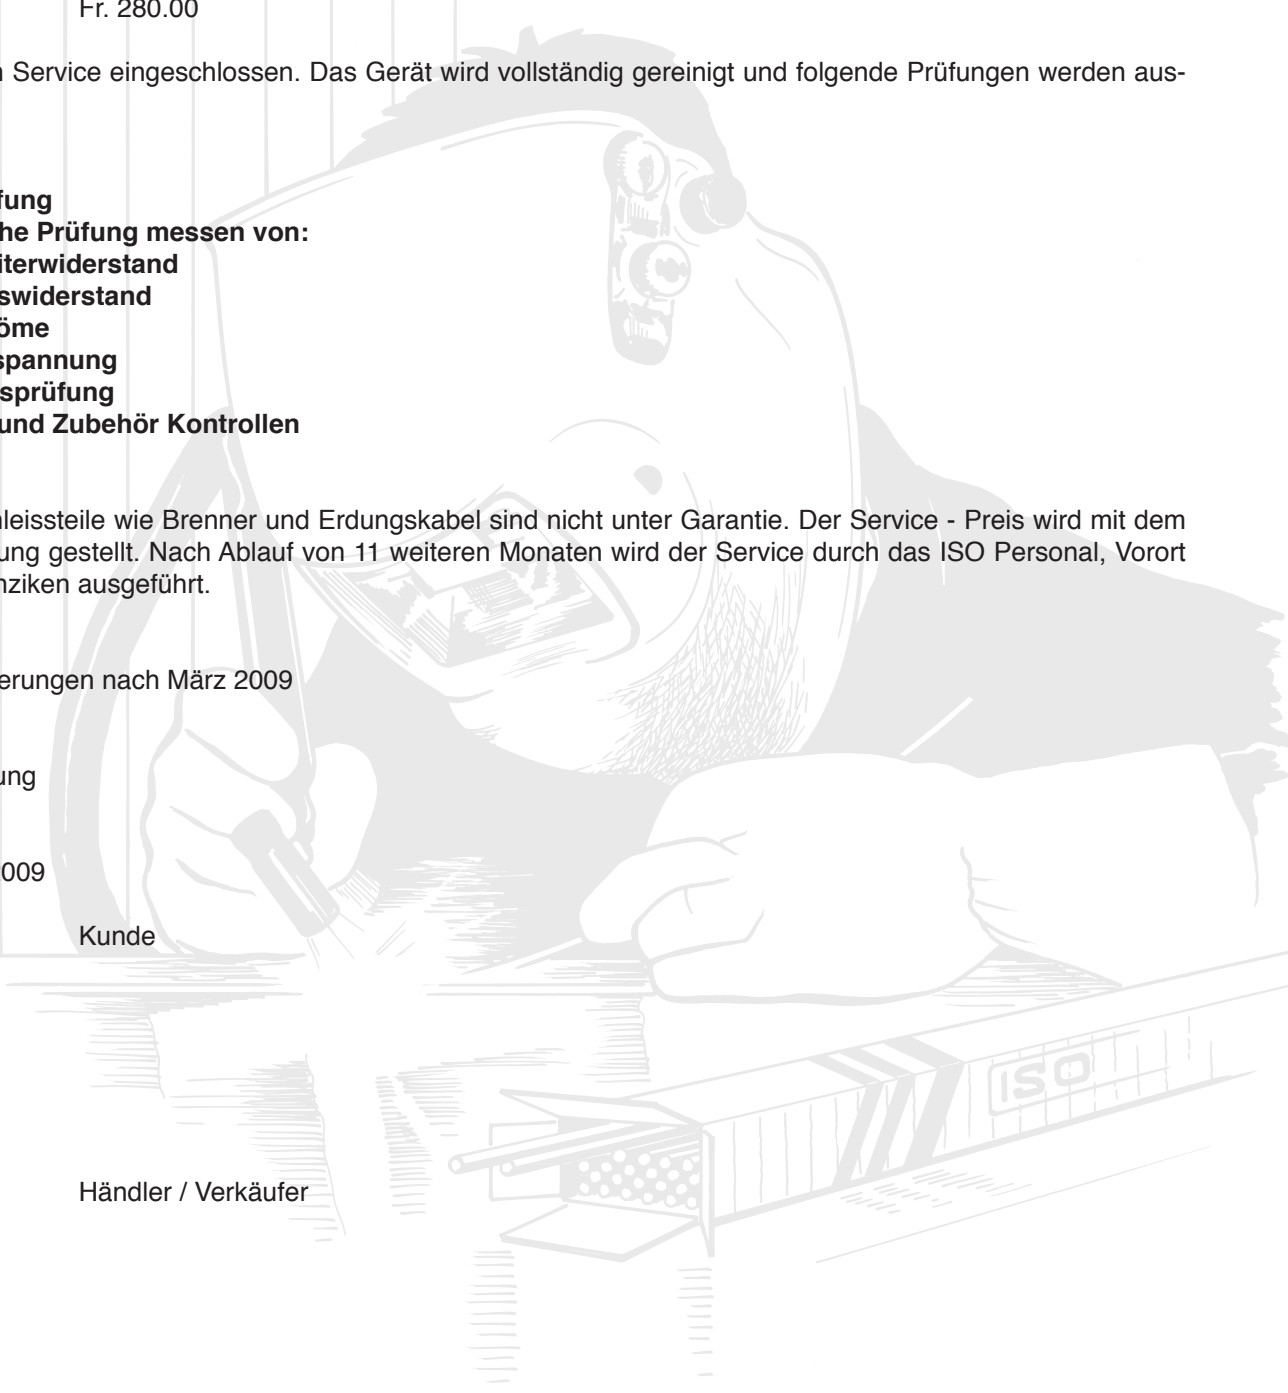 Fr. 280.00
Service eingeschlossen. Das Gerät wird vollständig gereinigt und folgende Prüfungen werden aus-
fung
he Prüfung messen von:
iterwiderstand
swiderstand
öme
spannung
sprüfung
und Zubehör Kontrollen
leissteile wie Brenner und Erdungskabel sind nicht unter Garantie. Der Service - Preis wird mit dem
ung gestellt. Nach Ablauf von 11 weiteren Monaten wird der Service durch das ISO Personal, Vorort
nziken ausgeführt.
erungen nach März 2009
ung
009
Kunde
ISO
Händler / Verkäufer